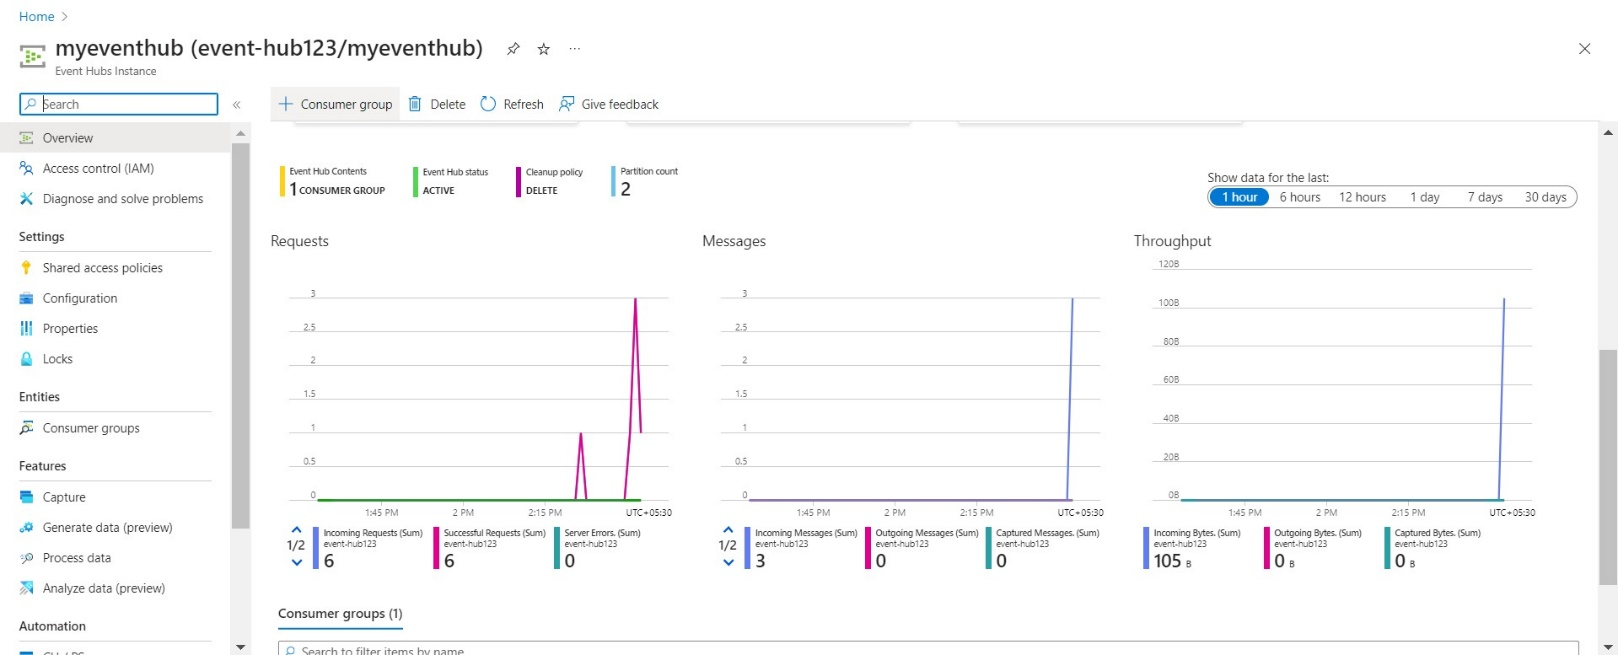 Home >
myeventhub (event-hub123/myeventhub)
Event Hubs Instance
Search
Overview
Access control (IAM)
Diagnose and solve problems
Settings
Shared access policies
Configuration
Properties
Locks
Entities
Consumer groups
Features
Capture
Generate data (preview)
Process data
Analyze data (preview)
Automation
Consumer group
Delete
Refresh
Give feedback
Event Hub Contents
1 CONSUMER GROUP
Event Hub status
ACTIVE
Cleanup policy
DELETE
Partition count
2
Show data for the last:
1 hour 6 hours 12 hours 1 day 7 days 30 days
Requests
3
2.5
2
1.5
1
0.5
0
1:45 PM 2 PM 2:15 PM UTC+05:30
1/2
Incoming Requests (Sum)
event-hub123
6
Successful Requests (Sum)
event-hub123
6
Server Errors. (Sum)
event-hub123
0
Messages
3
2.5
2
1.5
1
0.5
0
1:45 PM 2 PM 2:15 PM UTC+05:30
1/2
Incoming Messages (Sum)
event-hub123
3
Outgoing Messages (Sum)
event-hub123
0
Captured Messages. (Sum)
event-hub123
0
Throughput
120B
100B
80B
60B
40B
20B
0B
1:45 PM 2 PM 2:15 PM UTC+05:30
Incoming Bytes. (Sum)
event-hub123
105 B
Outgoing Bytes. (Sum)
event-hub123
0 B
Captured Bytes. (Sum)
event-hub123
0 B
Consumer groups (1)
Search to filter items by name